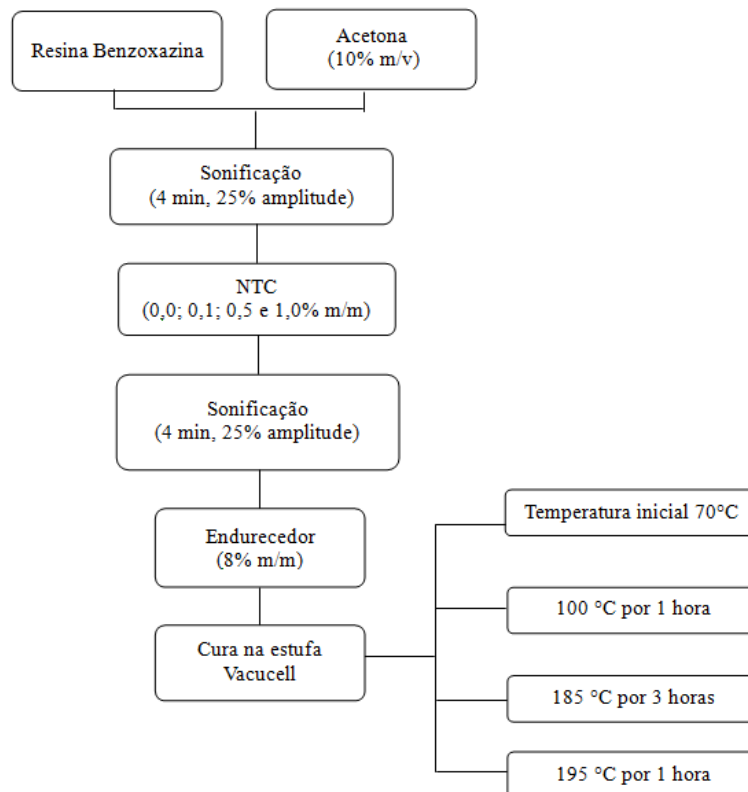 Resina Benzoxazina
Acetona
(10% m/v)
Sonificação
(4 min, 25% amplitude)
NTC
(0,0; 0,1; 0,5 e 1,0% m/m)
Sonificação
(4 min, 25% amplitude)
Endurecedor
(8% m/m)
Cura na estufa
Vacucell
Temperatura inicial 70°C
100 °C por 1 hora
185 °C por 3 horas
195 °C por 1 hora